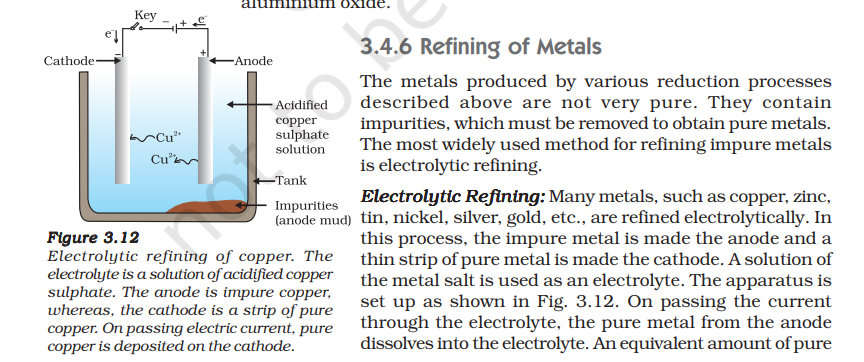 aluminium oxide.
Key
– + e⁻
e⁻
– +
Cathode
Anode
Acidified
copper
sulphate
solution
Cu²⁺
Cu²⁺
Tank
Impurities
(anode mud)
Figure 3.12
Electrolytic refining of copper. The
electrolyte is a solution of acidified copper
sulphate. The anode is impure copper,
whereas, the cathode is a strip of pure
copper. On passing electric current, pure
copper is deposited on the cathode.
3.4.6 Refining of Metals
The metals produced by various reduction processes
described above are not very pure. They contain
impurities, which must be removed to obtain pure metals.
The most widely used method for refining impure metals
is electrolytic refining.
Electrolytic Refining: Many metals, such as copper, zinc,
tin, nickel, silver, gold, etc., are refined electrolytically. In
this process, the impure metal is made the anode and a
thin strip of pure metal is made the cathode. A solution of
the metal salt is used as an electrolyte. The apparatus is
set up as shown in Fig. 3.12. On passing the current
through the electrolyte, the pure metal from the anode
dissolves into the electrolyte. An equivalent amount of pure
not to be